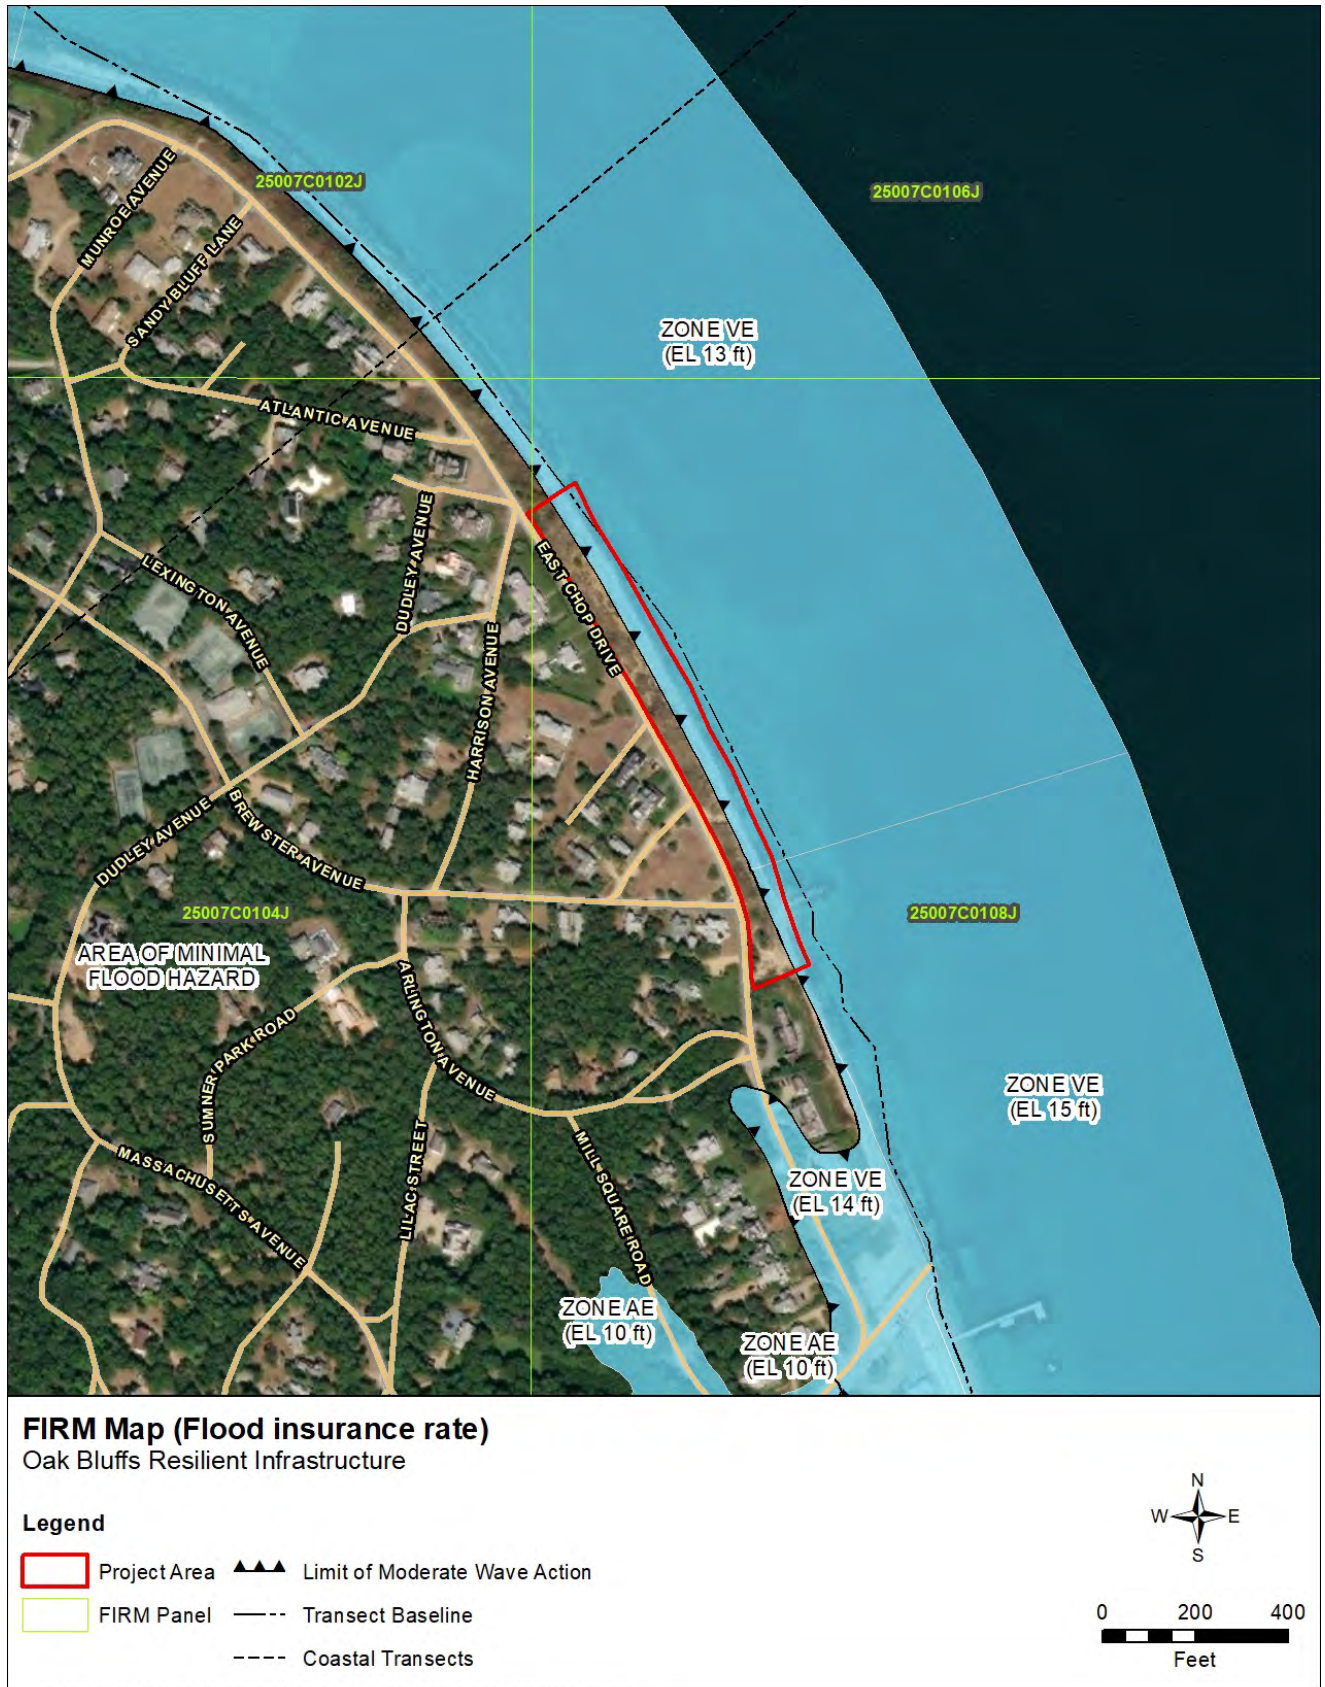 25007C0102J
25007C0106J
MUNROE AVENUE
SANDY BLUFF LANE
ZONE VE
(EL 13 ft)
ATLANTIC AVENUE
DUDLEY AVENUE
EAST CHOP DRIVE
LEXINGTON AVENUE
HARRISON AVENUE
DUDLEY AVENUE
BREWSTER AVENUE
25007C0104J
25007C0108J
AREA OF MINIMAL
FLOOD HAZARD
ARLINGTON AVENUE
SUMNER PARK ROAD
ZONE VE
(EL 15 ft)
MASSACHUSETTS AVENUE
LILAC STREET
MILL SQUARE ROAD
ZONE VE
(EL 14 ft)
ZONE AE
(EL 10 ft)
ZONE AE
(EL 10 ft)
FIRM Map (Flood insurance rate)
Oak Bluffs Resilient Infrastructure
Legend
Project Area
Limit of Moderate Wave Action
FIRM Panel
Transect Baseline
Coastal Transects
N
W E
S
0 200 400
Feet